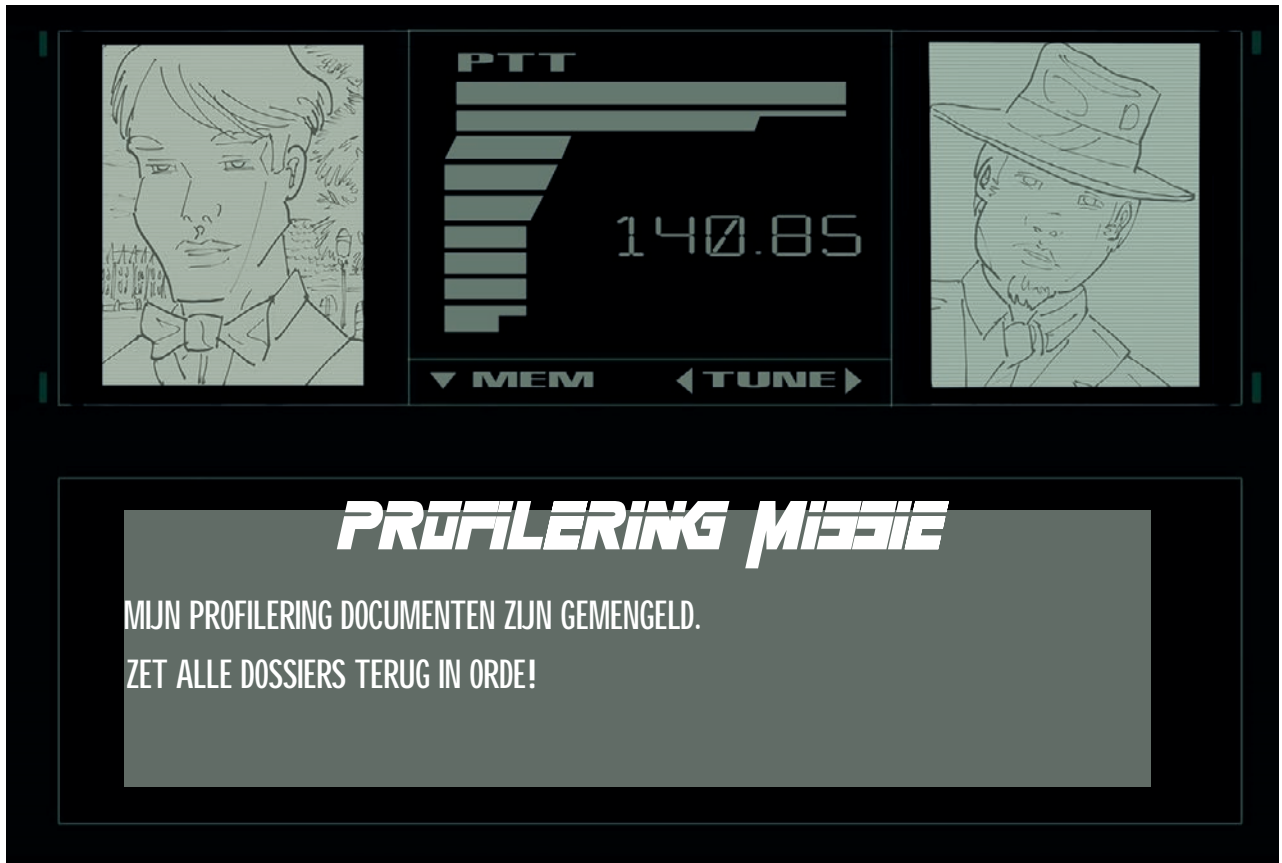 PTT
140.85
MEM
TUNE
PROFILERING MISSIE
MIJN PROFILERING DOCUMENTEN ZIJN GEMENGELD.
ZET ALLE DOSSIERS TERUG IN ORDE!